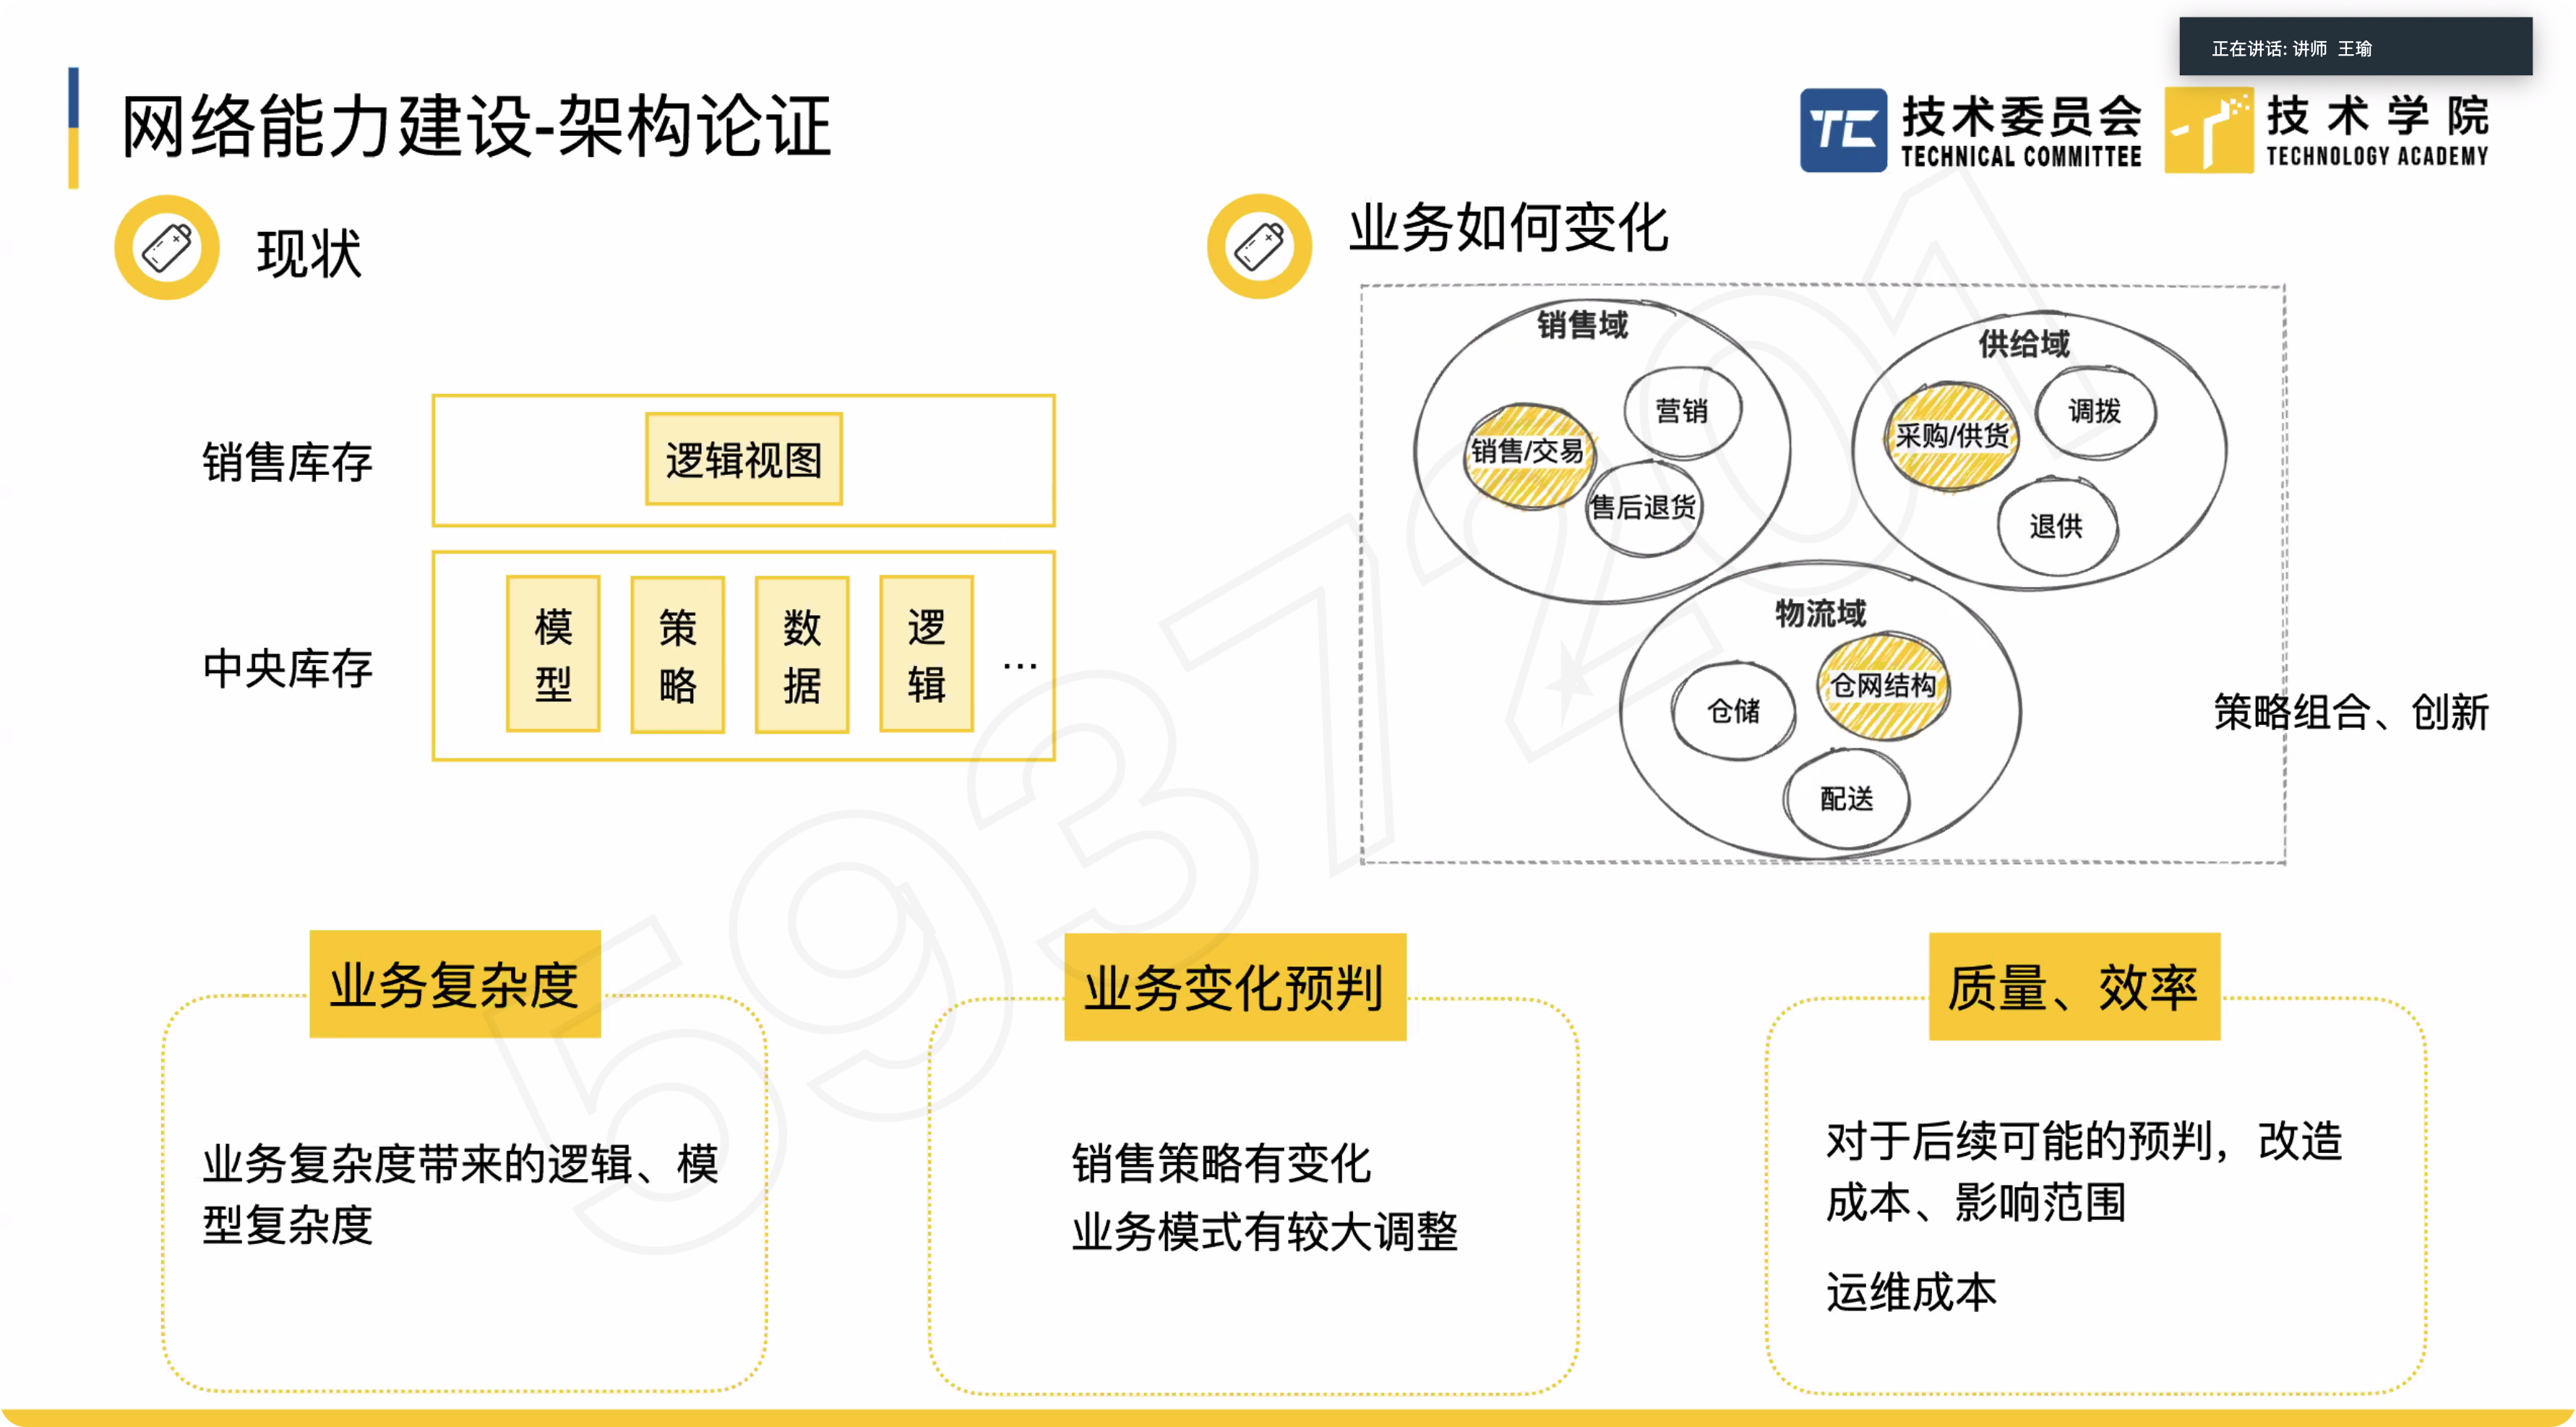 正在讲话: 讲师 王瑜
网络能力建设-架构论证
技术委员会
TECHNICAL COMMITTEE
技术学院
TECHNOLOGY ACADEMY
现状
销售库存
逻辑视图
中央库存
模型
策略
数据
逻辑
...
业务如何变化
销售域
营销
销售/交易
售后退货
供给域
调拨
采购/供货
退供
物流域
仓网结构
仓储
配送
策略组合、创新
业务复杂度
业务复杂度带来的逻辑、模
型复杂度
业务变化预判
销售策略有变化
业务模式有较大调整
质量、效率
对于后续可能的预判，改造
成本、影响范围
运维成本
5937201